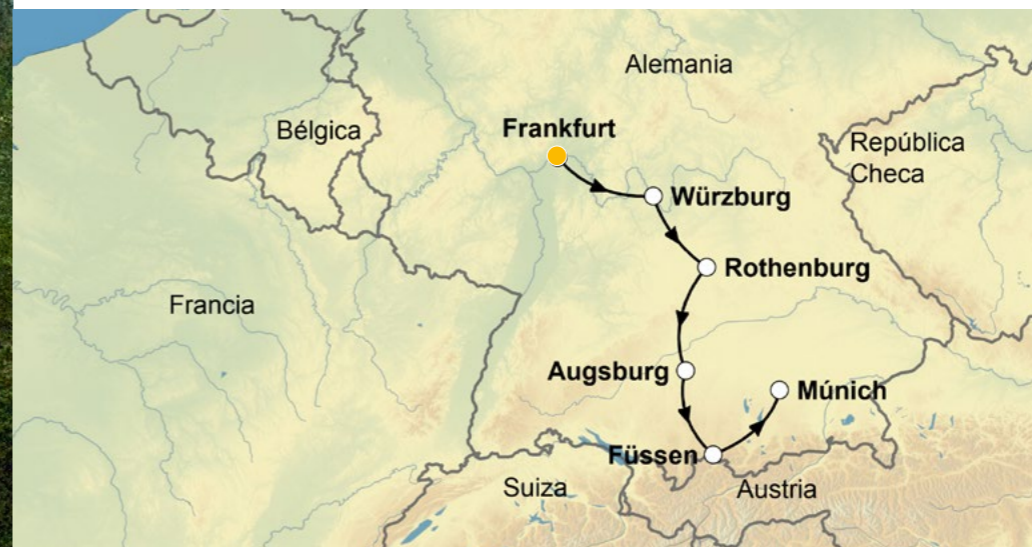 Alemania
Bélgica
Frankfurt
República
Checa
Würzburg
Rothenburg
Francia
Augsburg
Múnich
Füssen
Suiza
Austria